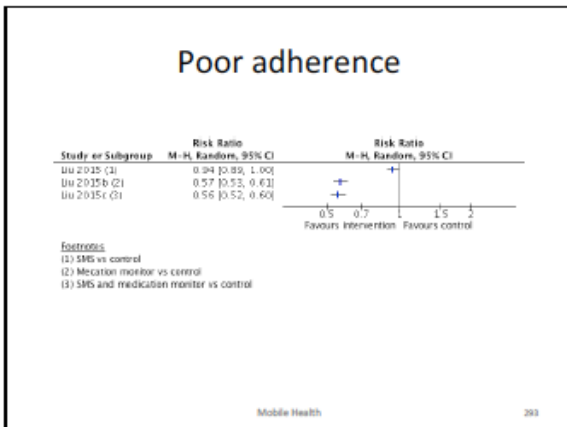 Poor adherence
Risk Ratio Risk Ratio
Study or Subgroup M-H, Random, 95% CI M-H, Random, 95% CI
Liu 2015 (1) 0.94 [0.89, 1.00]
Liu 2015b (2) 0.57 [0.53, 0.61]
Liu 2015c (3) 0.56 [0.52, 0.60]
0.5 0.7 1 1.5 2
Favours intervention Favours control
Footnotes
(1) SMS vs control
(2) Mecation monitor vs control
(3) SMS and medication monitor vs control
Mobile Health 293